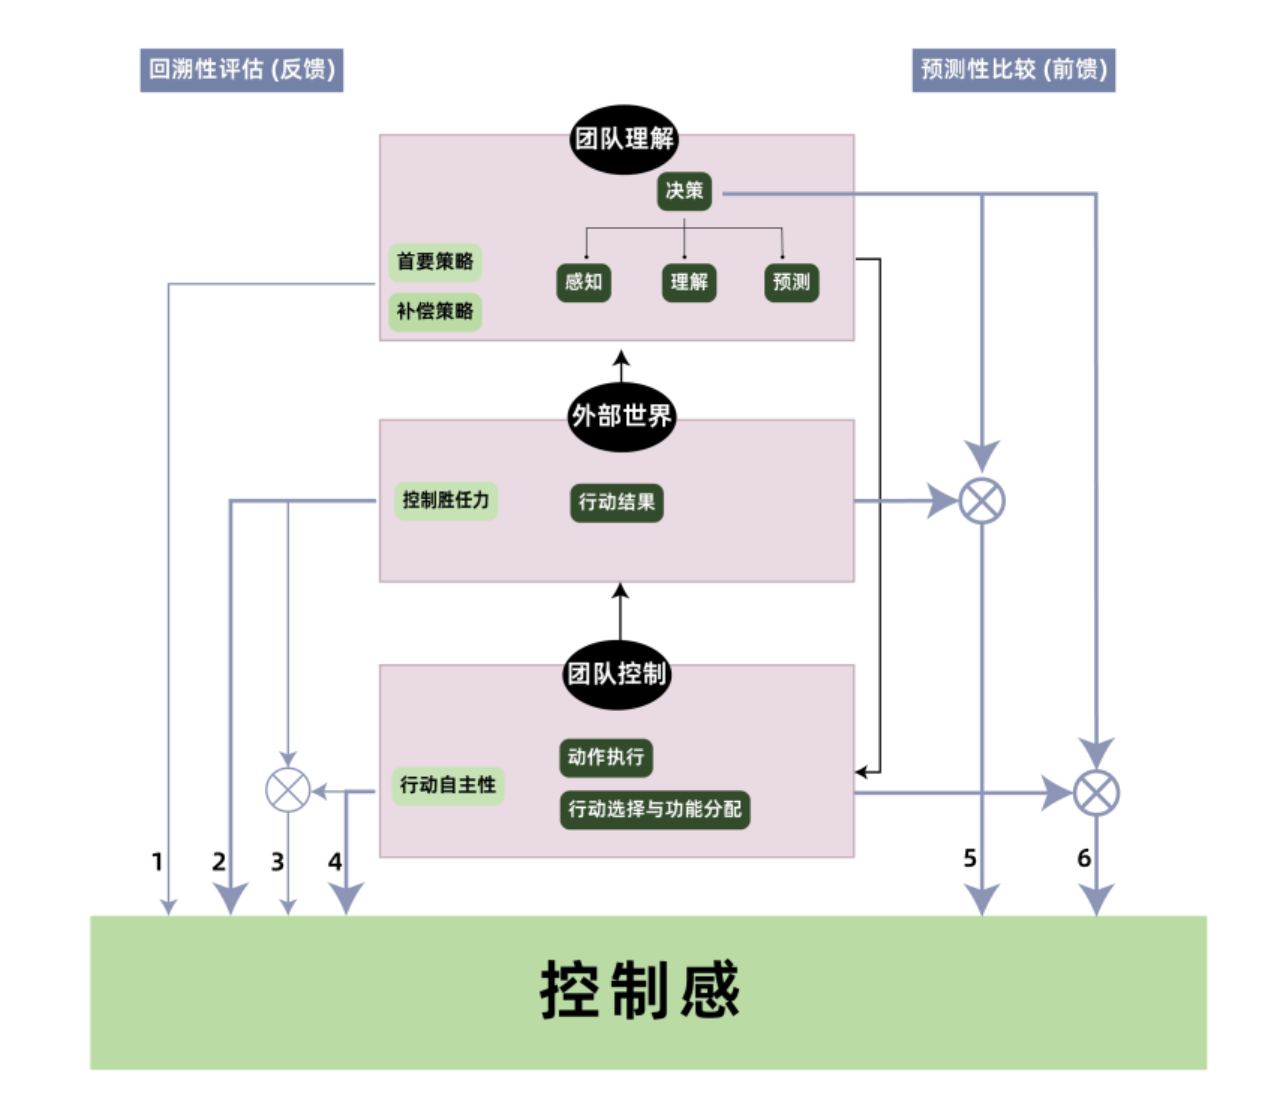 回溯性评估 (反馈)
预测性比较 (前馈)
团队理解
决策
首要策略
感知
理解
预测
补偿策略
外部世界
控制胜任力
行动结果
团队控制
动作执行
行动自主性
行动选择与功能分配
1
2
3
4
5
6
控制感